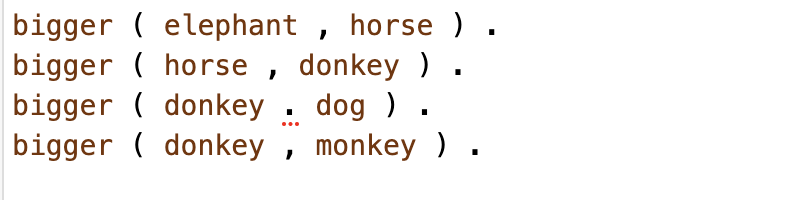 bigger ( elephant , horse ) .
bigger ( horse , donkey ) .
bigger ( donkey . dog ) .
bigger ( donkey , monkey ) .